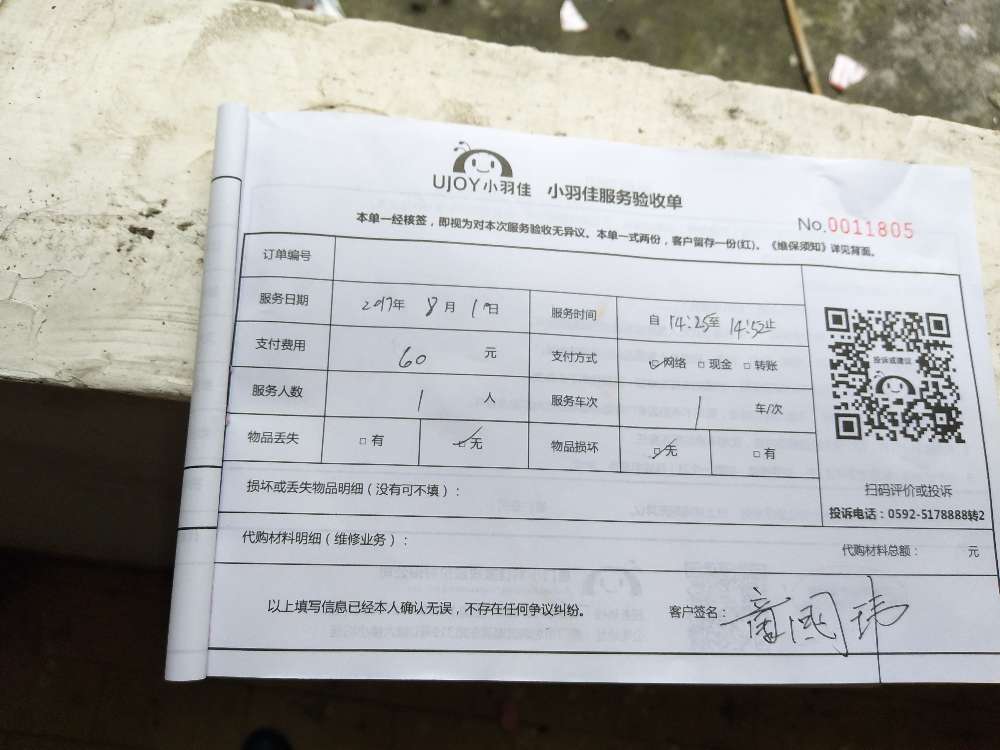 UJOY小羽佳 小羽佳服务验收单
No.0011805
本单一经核签，即视为对本次服务验收无异议。本单一式两份，客户留存一份(红)。《维保须知》详见背面。
订单编号
服务日期 2017年 8月 19日 服务时间 自 14:25至 14:52止
支付费用 60 元 支付方式 网络 现金 转账
服务人数 1 人 服务车次 1 车/次
物品丢失 有 无 物品损坏 无 有
投诉或建议
扫码评价或投诉
投诉电话：0592-5178888转2
损坏或丢失物品明细（没有可不填）：
代购材料明细（维修业务）： 代购材料总额： 元
以上填写信息已经本人确认无误，不存在任何争议纠纷。 客户签名：